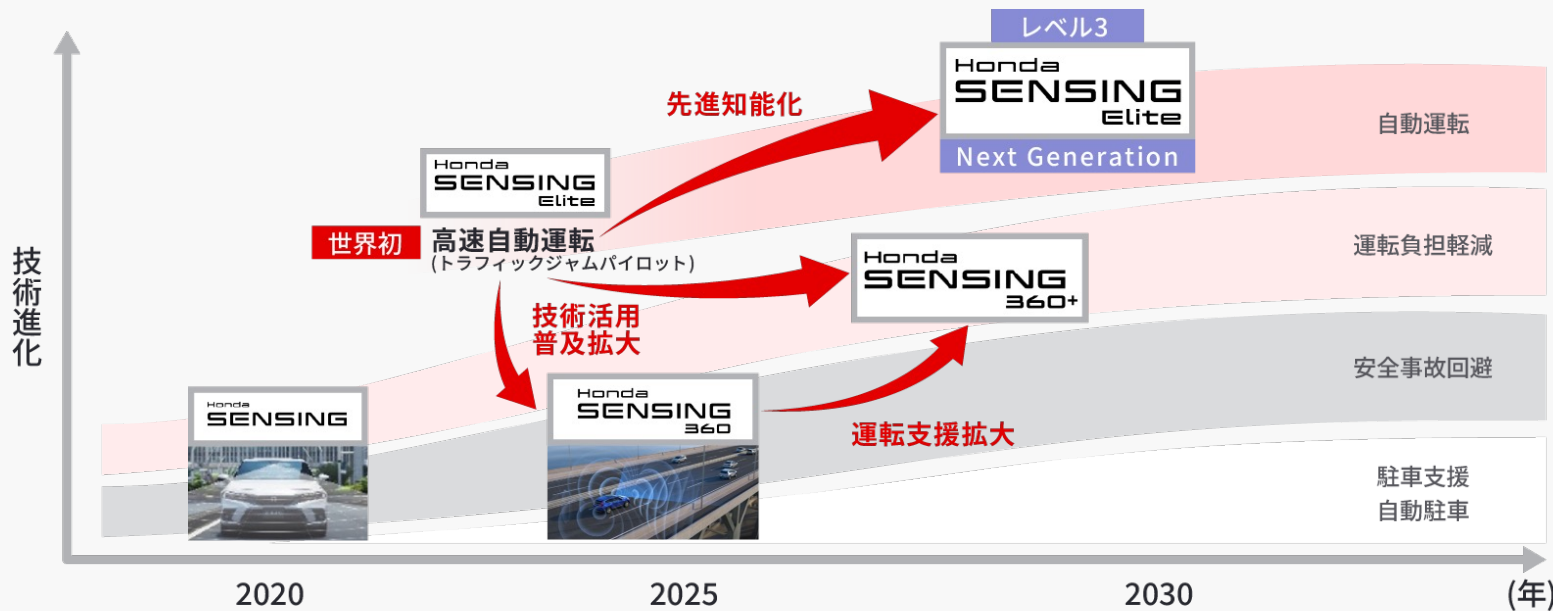 レベル3
Honda
SENSING
Elite
Next Generation
先進知能化
自動運転
Honda
SENSING
Elite
世界初
高速自動運転
(トラフィックジャムパイロット)
運転負担軽減
Honda
SENSING
360+
技術進化
技術活用
普及拡大
安全事故回避
Honda
SENSING
Honda
SENSING
360
運転支援拡大
駐車支援
自動駐車
2020
2025
2030
(年)